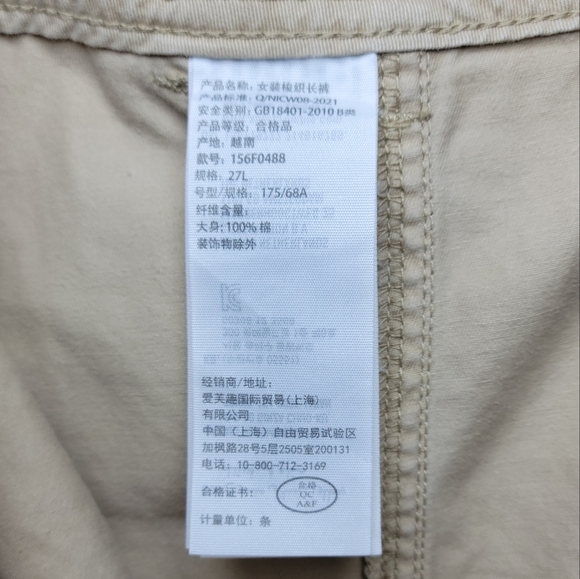 产品名称: 女装梭织长裤
产品标准: Q/NJCW08-2021
安全类别: GB18401-2010 B类
产品等级: 合格品
产地: 越南
款号: 156F0488
规格: 27L
号型/规格: 175/68A
纤维含量:
大身:100% 棉
装饰物除外
经销商/地址:
爱芙趣国际贸易(上海)
有限公司
中国 (上海) 自由贸易试验区
加枫路28号5层2505室200131
电话: 10-800-712-3169
合格证书:
合格
QC
A&F
计量单位: 条